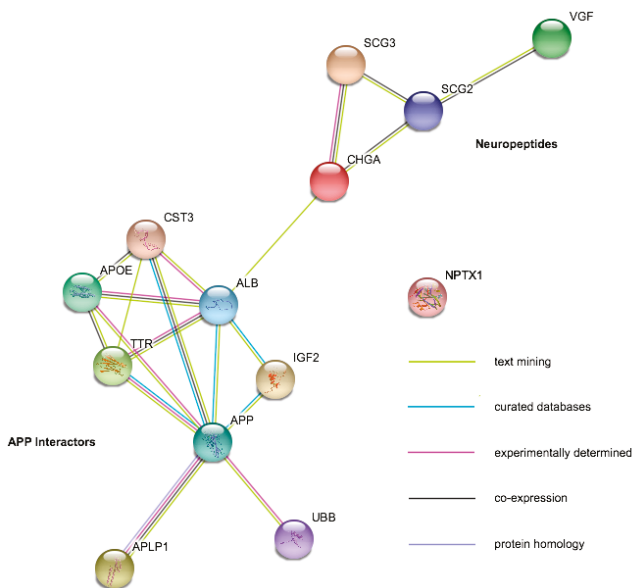 VGF
SCG3
SCG2
Neuropeptides
CHGA
CST3
APOE
ALB
NPTX1
TTR
IGF2
text mining
curated databases
APP
APP Interactors
experimentally determined
co-expression
UBB
APLP1
protein homology